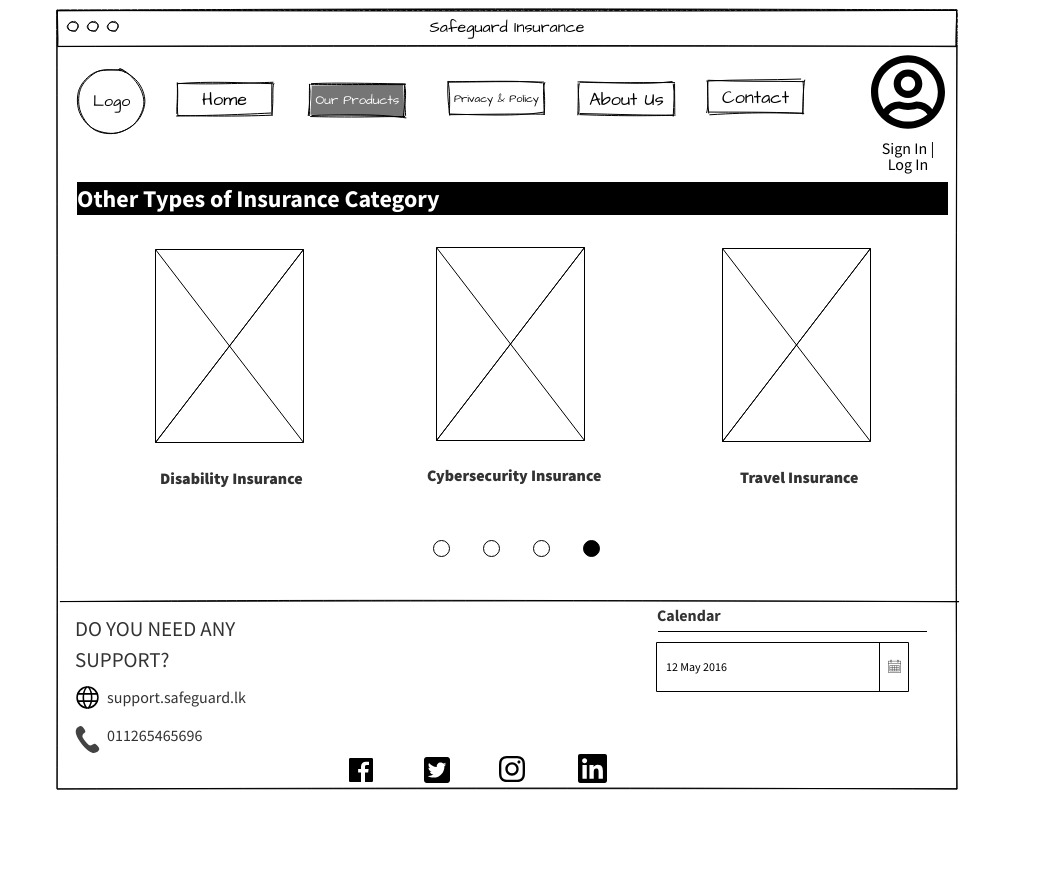 Safeguard Insurance
Logo
Home
Our Products
Privacy & Policy
About Us
Contact
Sign In |
Log In
Other Types of Insurance Category
Disability Insurance
Cybersecurity Insurance
Travel Insurance
DO YOU NEED ANY
SUPPORT?
support.safeguard.lk
011265465696
Calendar
12 May 2016